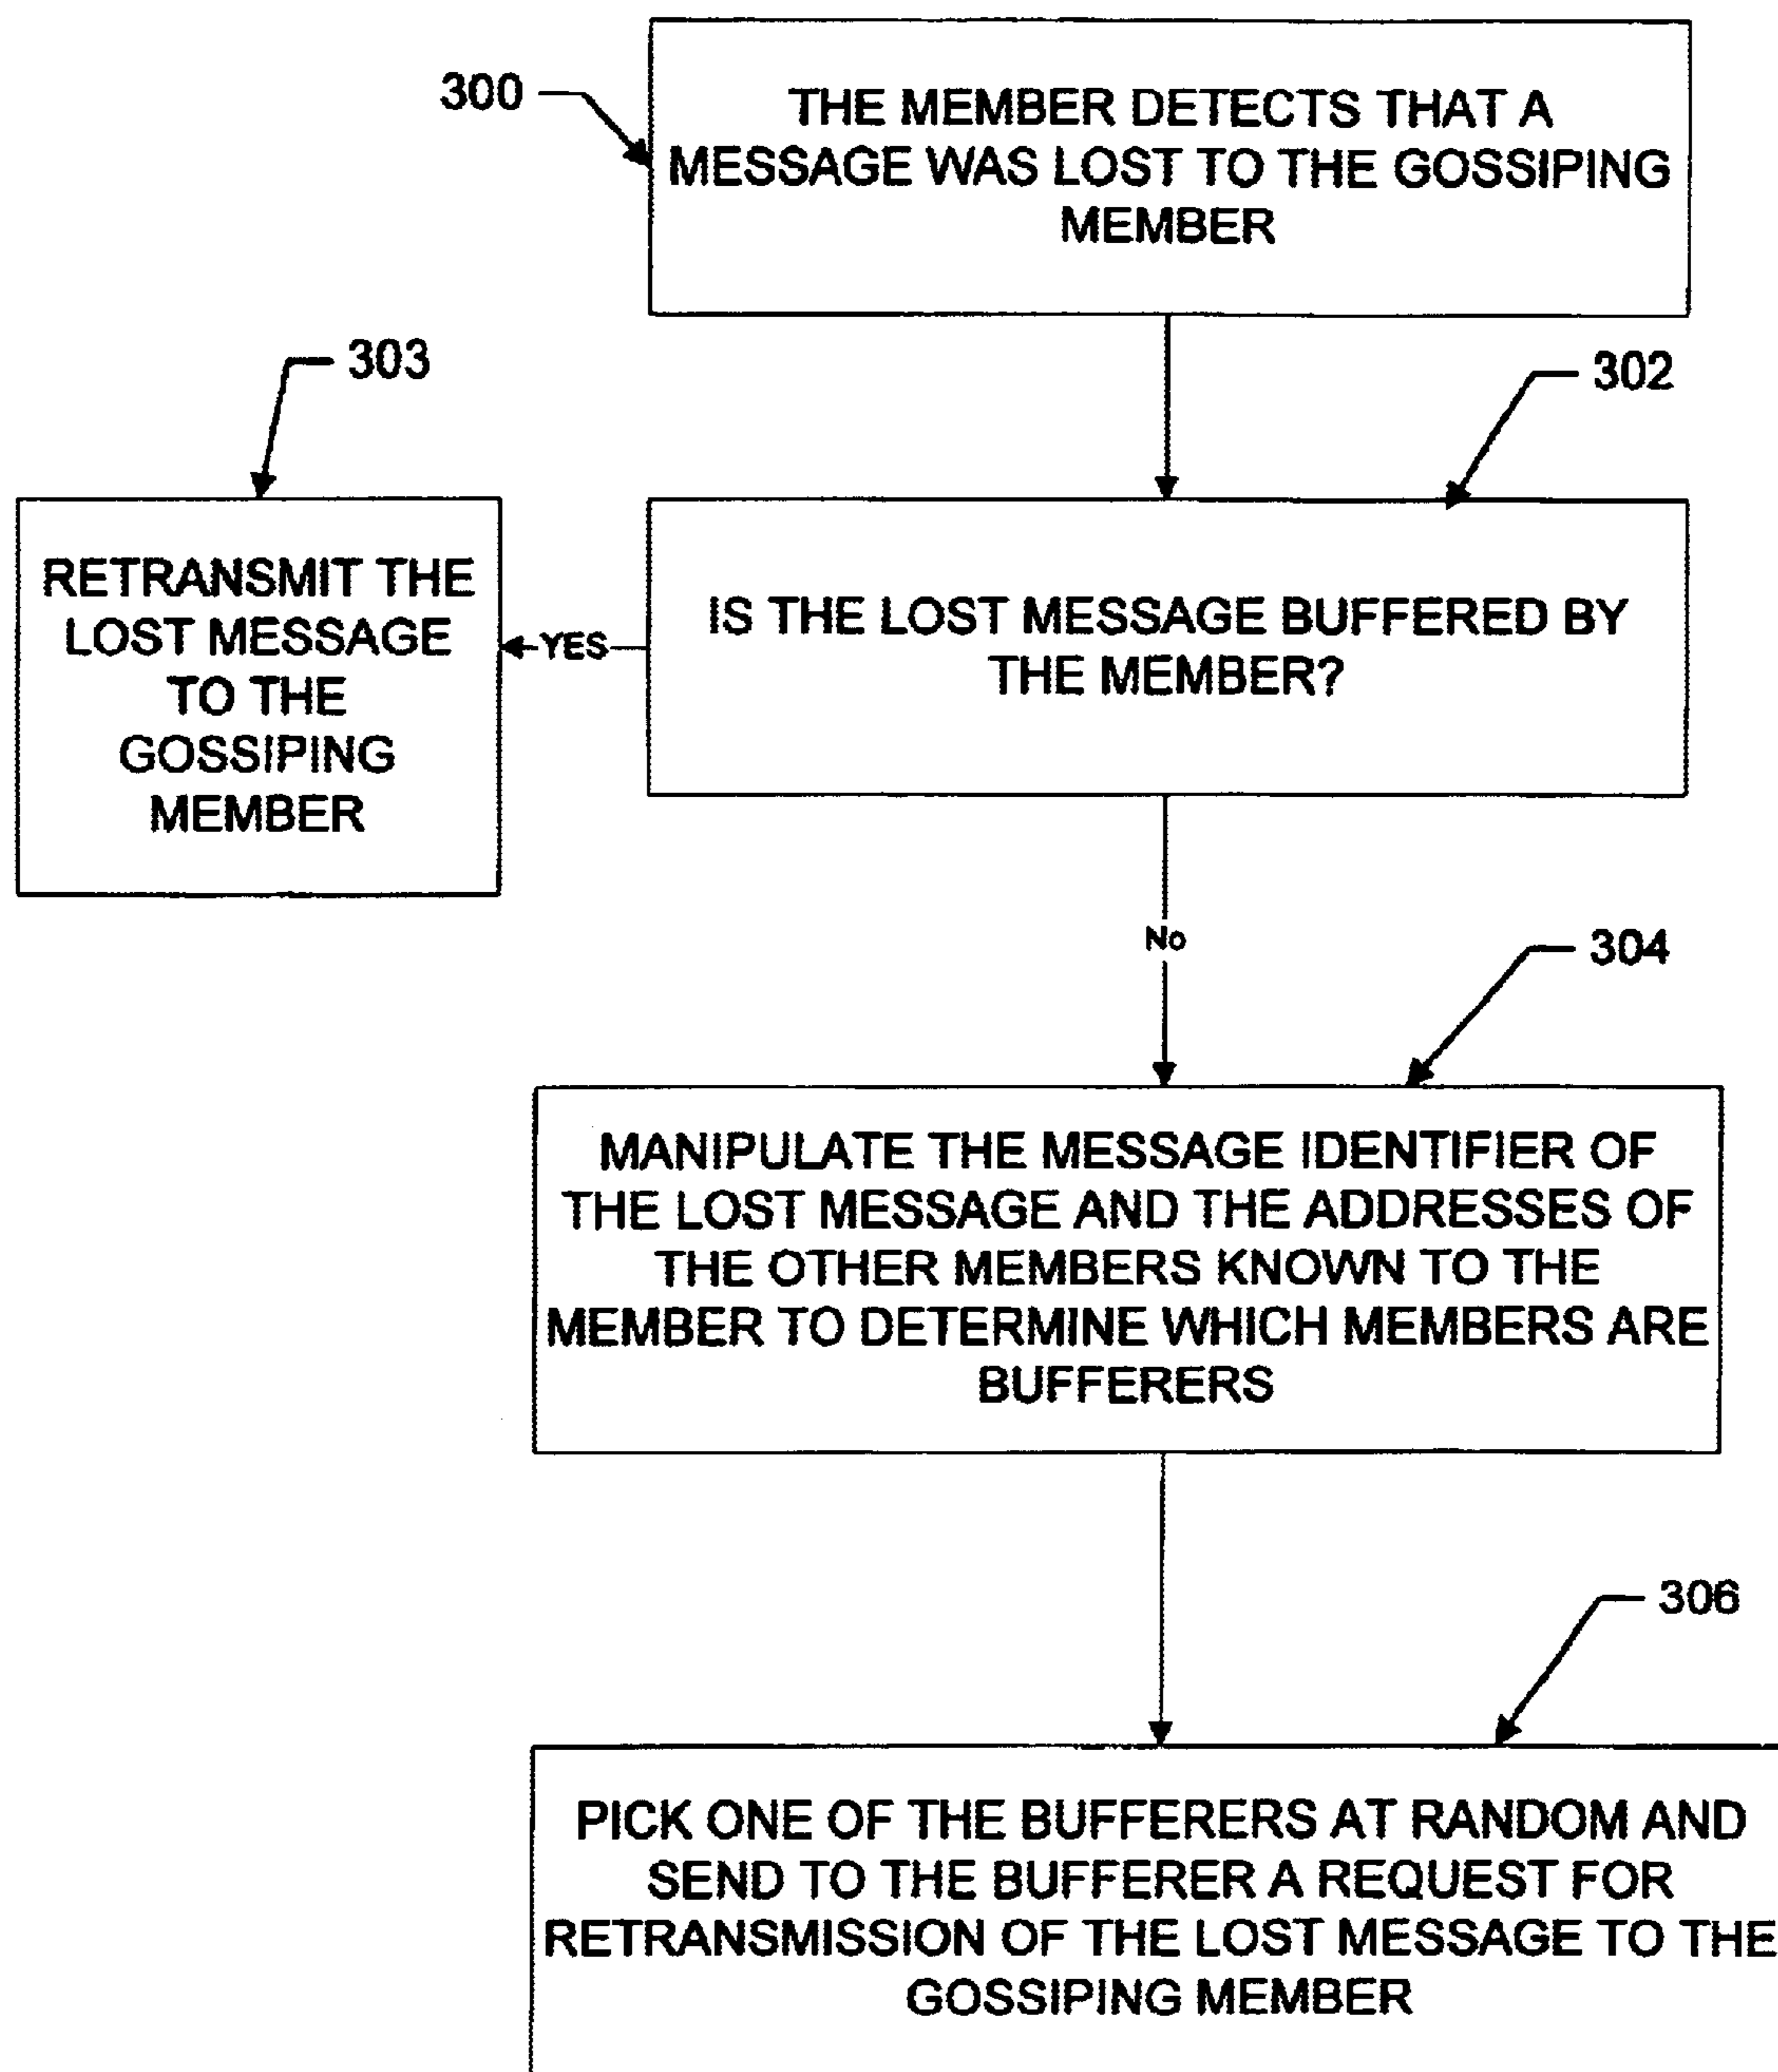 300
THE MEMBER DETECTS THAT A
MESSAGE WAS LOST TO THE GOSSIPING
MEMBER
303
302
RETRANSMIT THE
LOST MESSAGE
TO THE
GOSSIPING
MEMBER
YES
IS THE LOST MESSAGE BUFFERED BY
THE MEMBER?
No
304
MANIPULATE THE MESSAGE IDENTIFIER OF
THE LOST MESSAGE AND THE ADDRESSES OF
THE OTHER MEMBERS KNOWN TO THE
MEMBER TO DETERMINE WHICH MEMBERS ARE
BUFFERERS
306
PICK ONE OF THE BUFFERERS AT RANDOM AND
SEND TO THE BUFFERER A REQUEST FOR
RETRANSMISSION OF THE LOST MESSAGE TO THE
GOSSIPING MEMBER